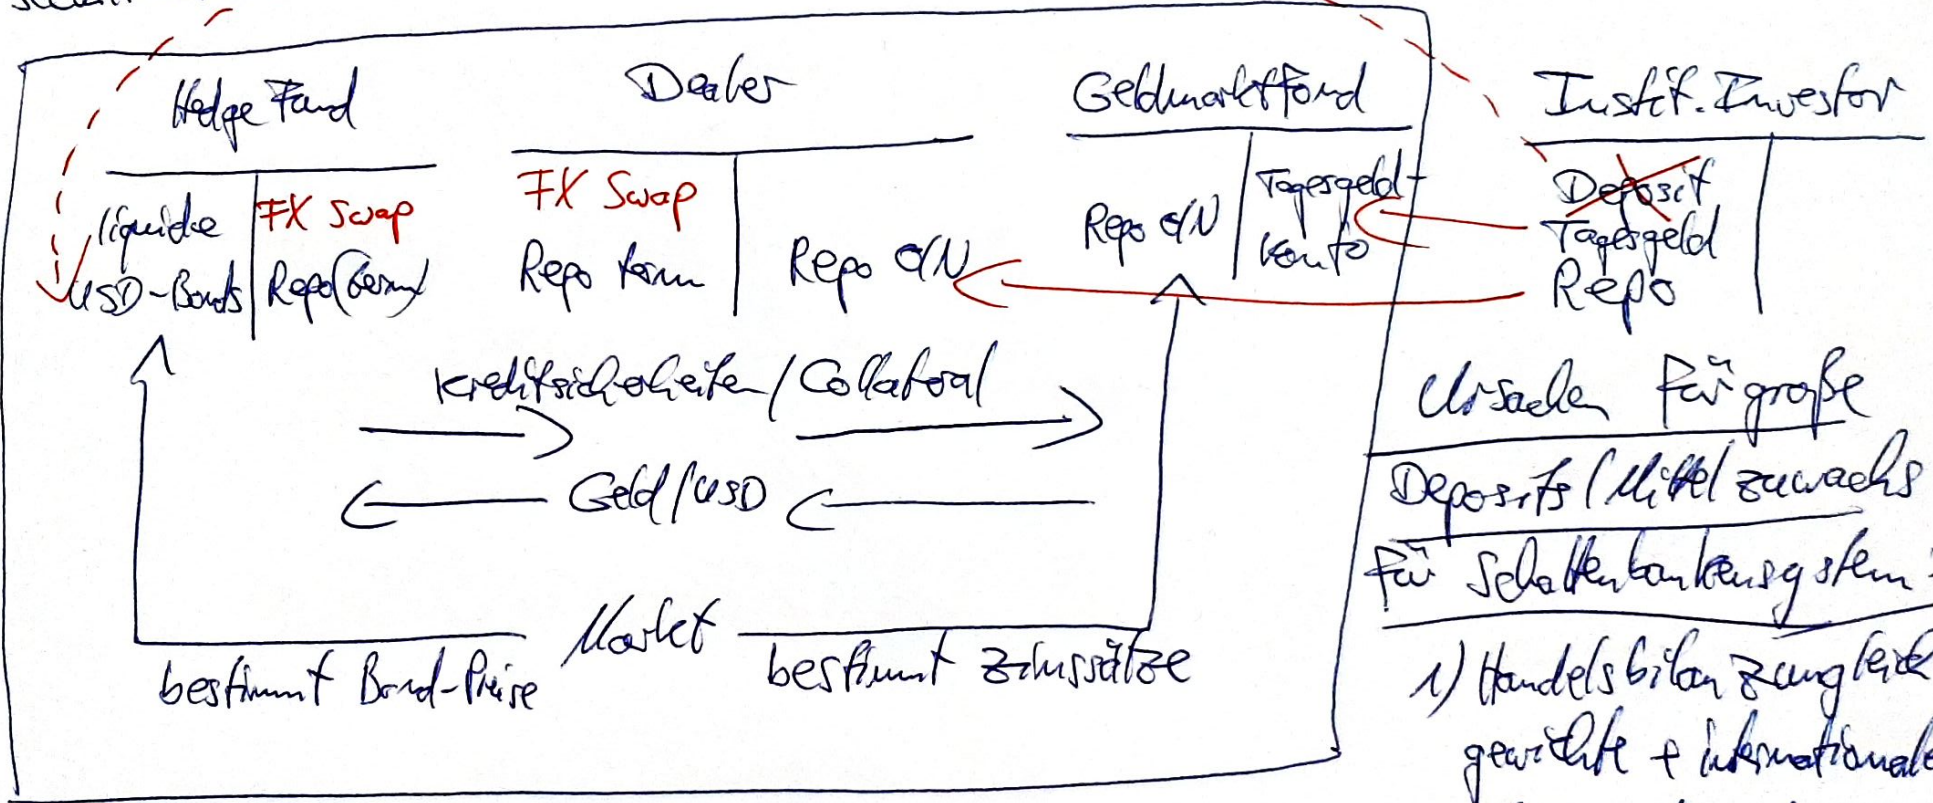 Hedge Fund
Dealer
Geldmarktfond
Instit. Investor
liquide
USD-Bonds
FX Swap
Repo (term)
FX Swap
Repo term
Repo O/N
Repo O/N
Tagesgeld-
konto
Deposit
Tagesgeld
Repo
Kreditsicherheiten / Collateral
Geld / USD
Markt
bestimmt Bond-Preise
bestimmt Zinssätze
Ursachen für große
Deposits / Mittelzuwachs
für Schattenbankensystem:
1) Handelsbilanzungleich
gewichte + internationale